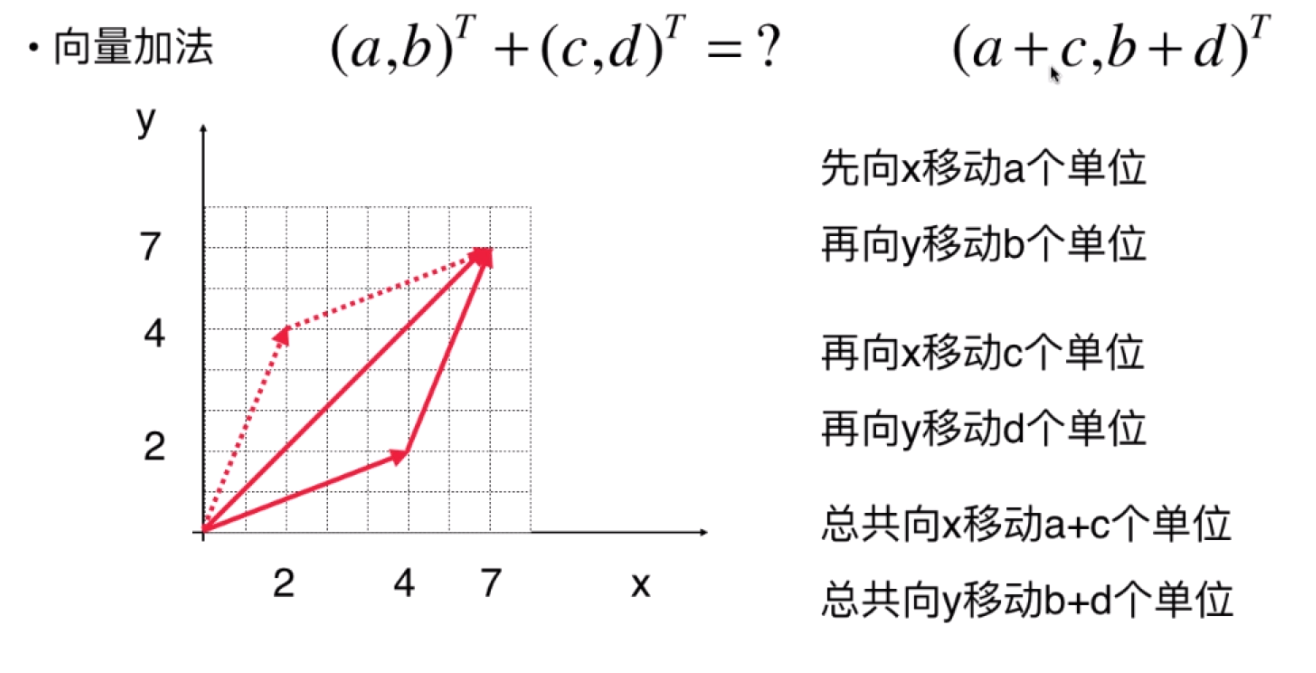 • 向量加法 (a,b)^T + (c,d)^T = ? (a+c,b+d)^T
y
7
4
2
2 4 7 x
先向x移动a个单位
再向y移动b个单位
再向x移动c个单位
再向y移动d个单位
总共向x移动a+c个单位
总共向y移动b+d个单位